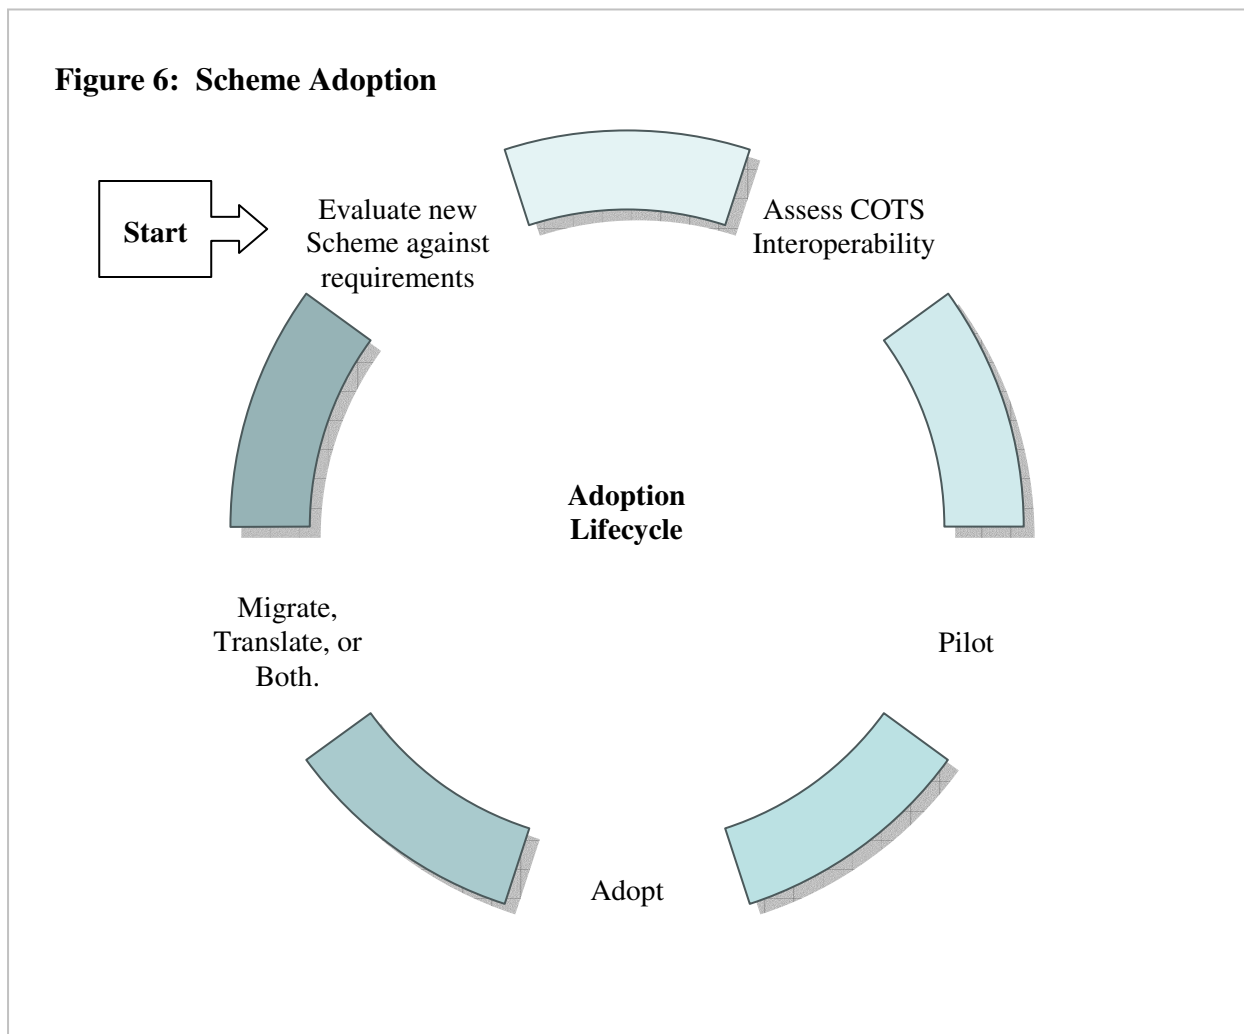 Figure 6: Scheme Adoption
Start
Evaluate new
Scheme against
requirements
Assess COTS
Interoperability
Adoption
Lifecycle
Migrate,
Translate, or
Both.
Pilot
Adopt